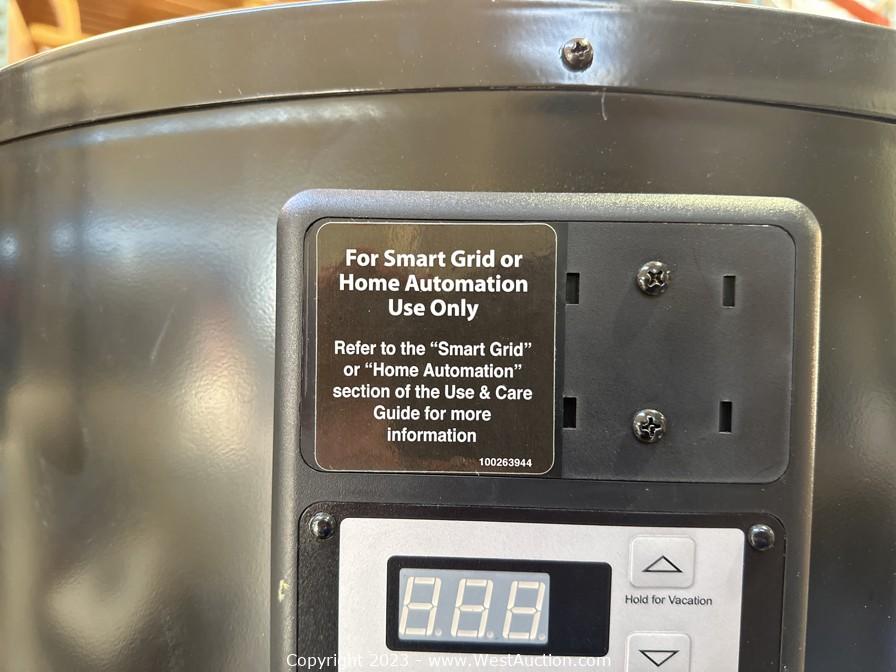 For Smart Grid or
Home Automation
Use Only
Refer to the “Smart Grid”
or “Home Automation”
section of the Use & Care
Guide for more
information
100263944
Hold for Vacation
Copyright 2023 - www.WestAuction.com